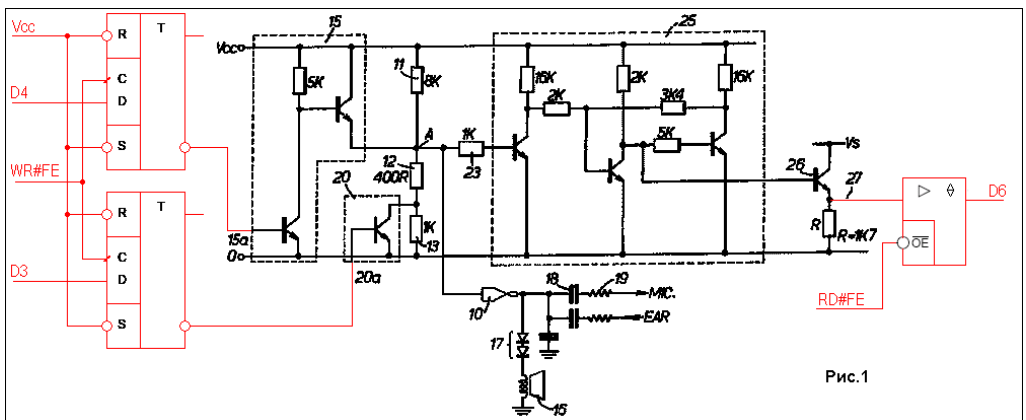 Vcc
R
T
C
D
D4
S
WR#FE
R
T
C
D
D3
S
Vcc
15
5K
11
8K
A
12
400R
20
1K
13
15a
0
20a
25
16K
2K
2K
3K4
16K
5K
1K
23
26
Vs
27
R
R=1K7
D6
OE
RD#FE
18
19
MIC.
10
EAR
17
15
Рис.1